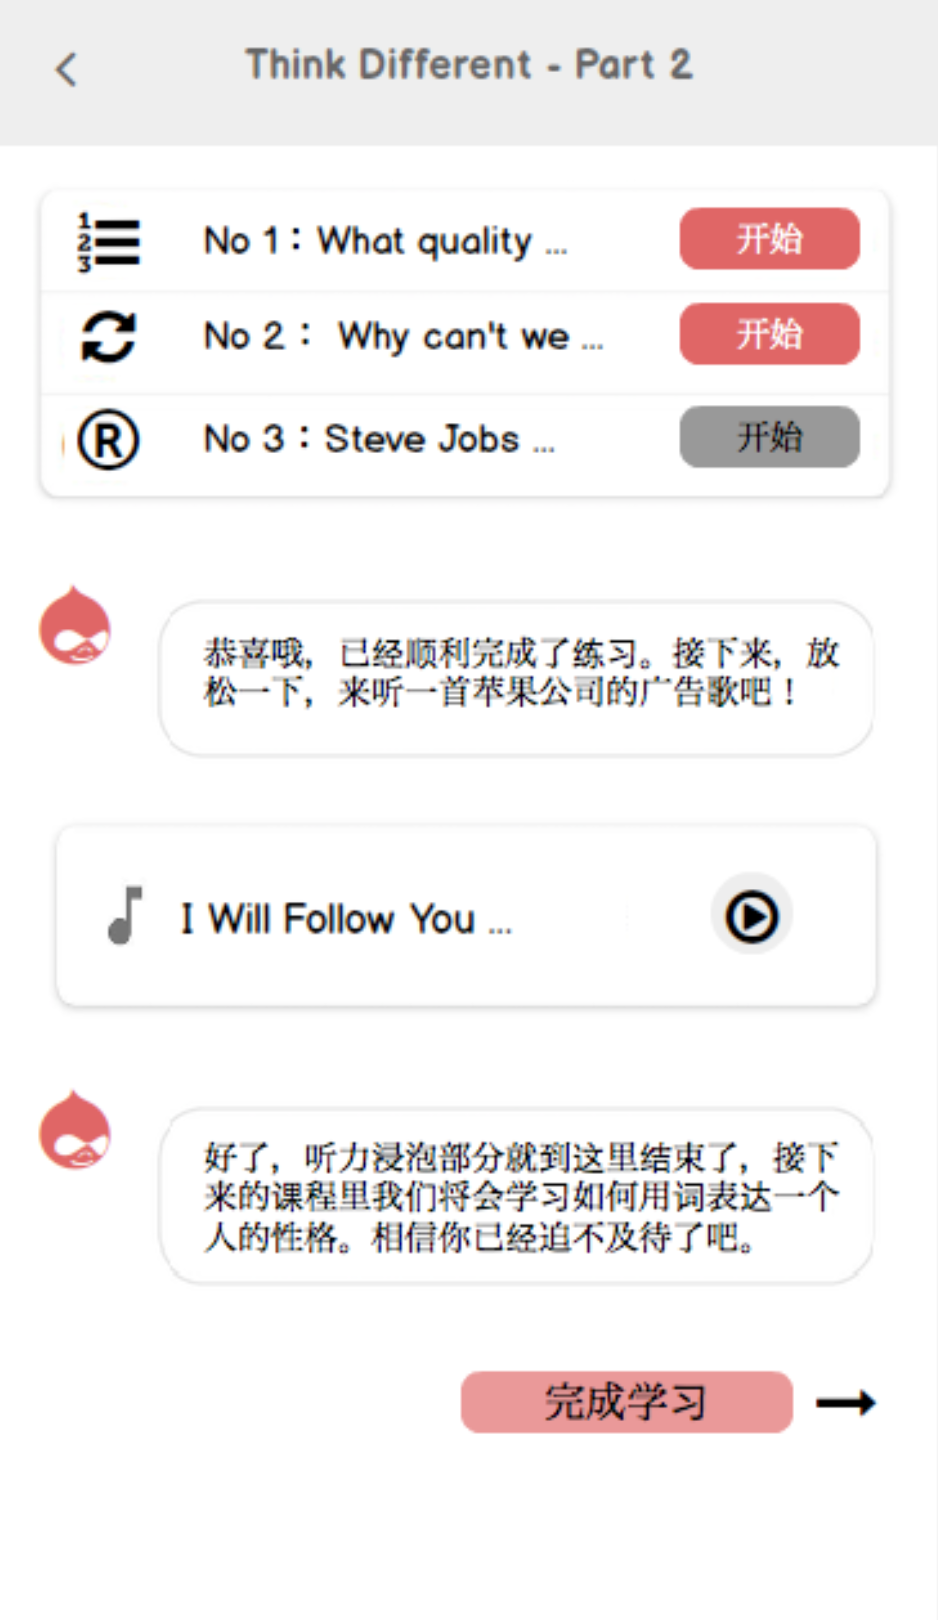 Think Different - Part 2
No 1：What quality ...
开始
No 2： Why can't we ...
开始
No 3：Steve Jobs ...
开始
恭喜哦，已经顺利完成了练习。接下来，放
松一下，来听一首苹果公司的广告歌吧！
I Will Follow You ...
好了，听力浸泡部分就到这里结束了，接下
来的课程里我们将会学习如何用词表达一个
人的性格。相信你已经迫不及待了吧。
完成学习